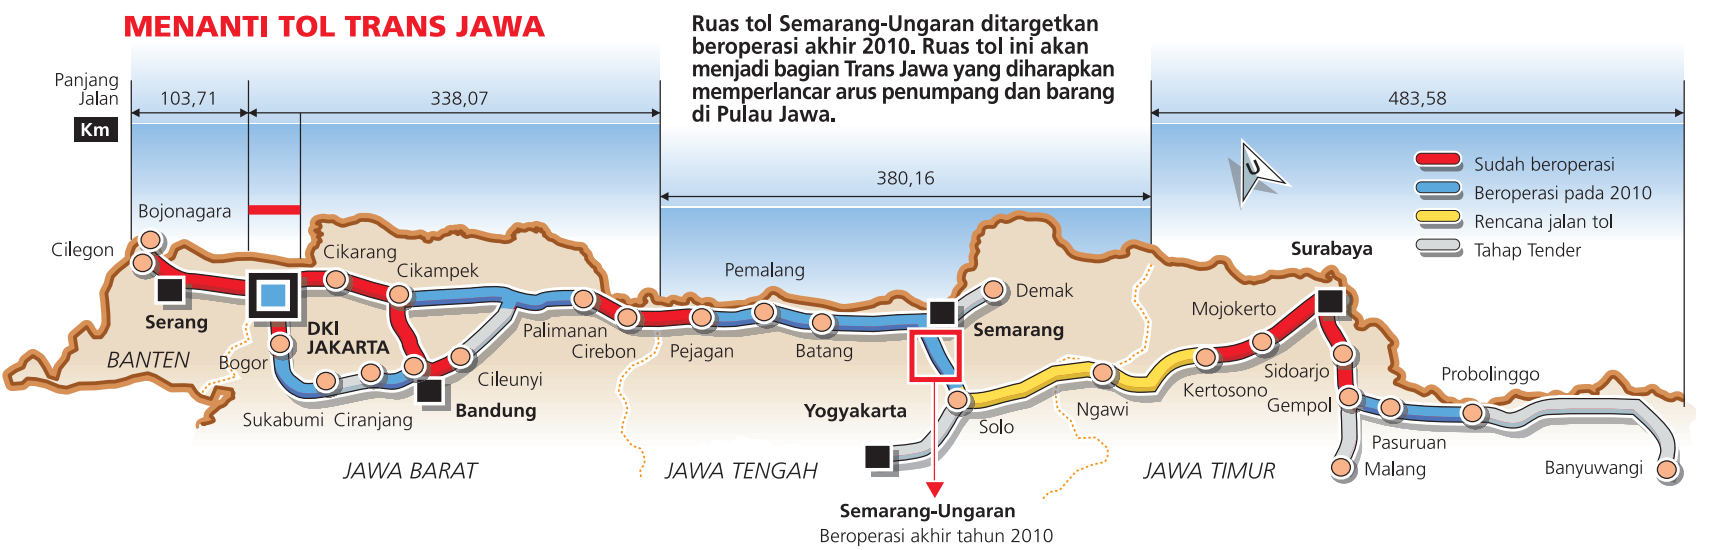 MENANTI TOL TRANS JAWA
Ruas tol Semarang-Ungaran ditargetkan
beroperasi akhir 2010. Ruas tol ini akan
menjadi bagian Trans Jawa yang diharapkan
memperlancar arus penumpang dan barang
di Pulau Jawa.
Panjang
Jalan
Km
103,71
338,07
380,16
483,58
U
Sudah beroperasi
Beroperasi pada 2010
Rencana jalan tol
Tahap Tender
Bojonagara
Cilegon
Serang
BANTEN
Cikarang
Cikampek
DKI
JAKARTA
Bogor
Sukabumi
Ciranjang
Bandung
Cileunyi
Palimanan
Cirebon
JAWA BARAT
Pejagan
Pemalang
Batang
Semarang
Demak
Yogyakarta
Solo
JAWA TENGAH
Ngawi
Kertosono
Mojokerto
Surabaya
Sidoarjo
Gempol
Malang
Pasuruan
Probolinggo
Banyuwangi
JAWA TIMUR
Semarang-Ungaran
Beroperasi akhir tahun 2010